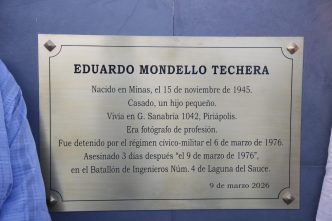 EDUARDO MONDELLO TECHERA
Nacido en Minas, el 15 de noviembre de 1945.
Casado, un hijo pequeño.
Vivía en G. Sanabria 1042, Piriápolis.
Era fotógrafo de profesión.
Fue detenido por el régimen cívico-militar el 6 de marzo de 1976.
Asesinado 3 días después "el 9 de marzo de 1976",
en el Batallón de Ingenieros Núm. 4 de Laguna del Sauce.
9 de marzo 2026